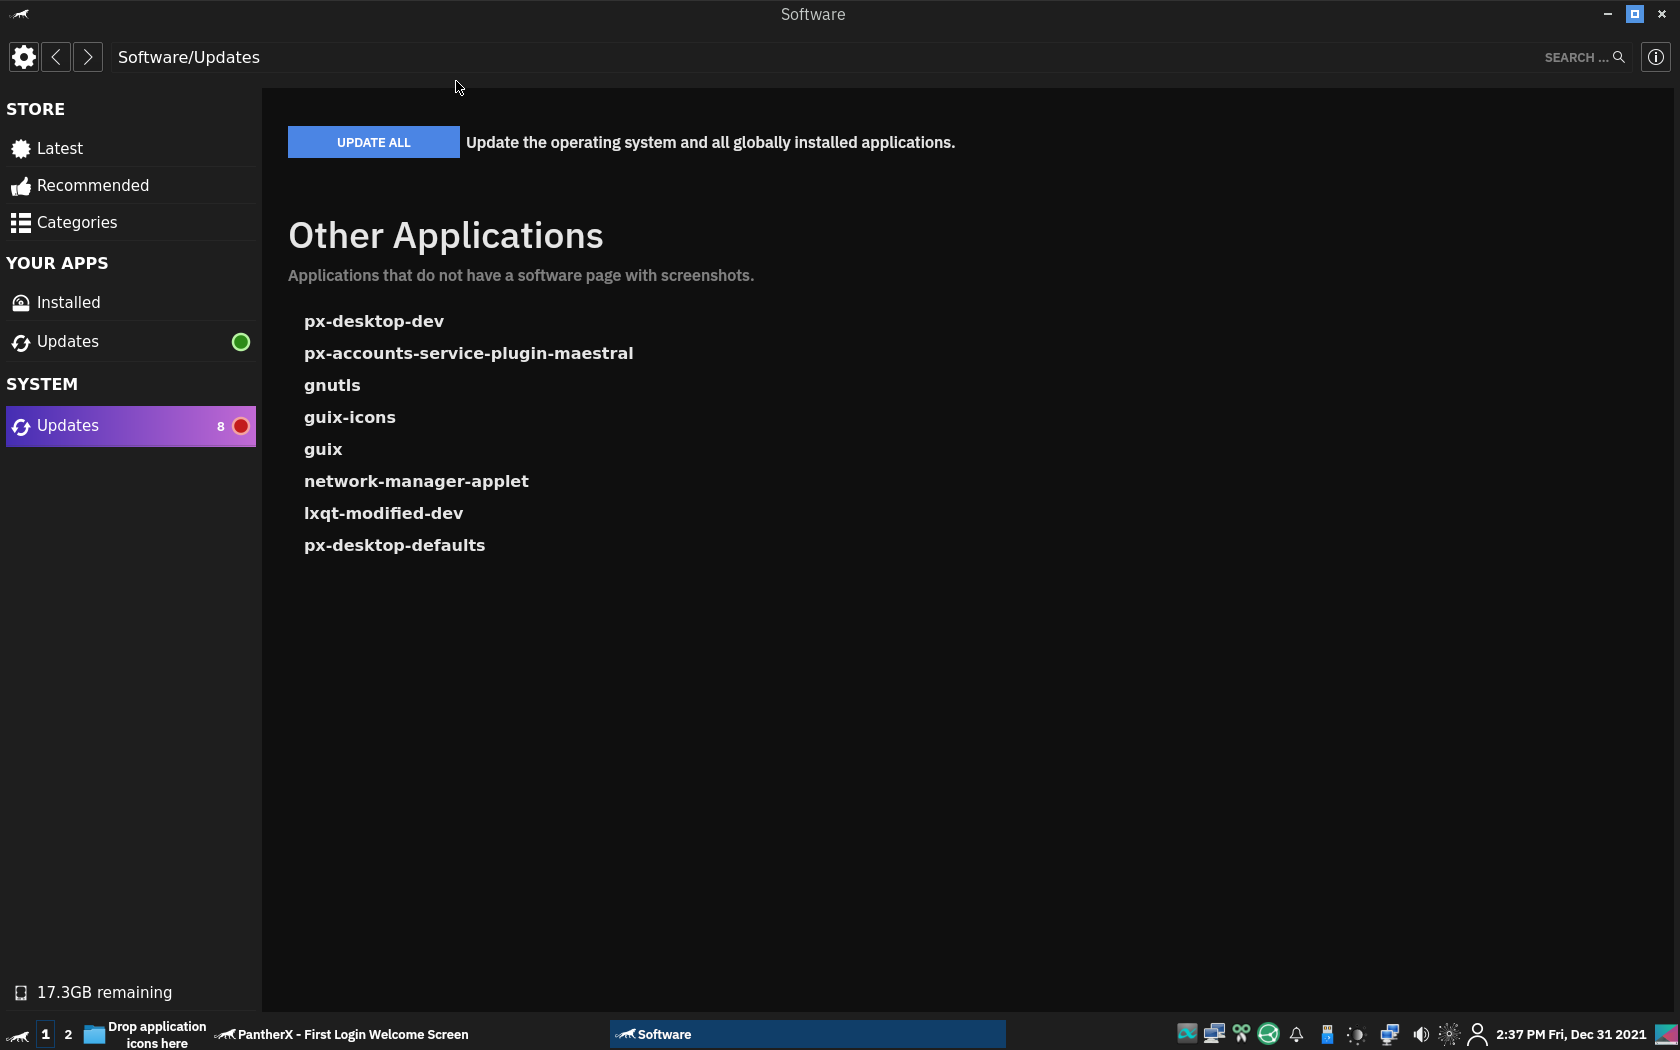 Software
Software/Updates
SEARCH ...
STORE
Latest
Recommended
Categories
YOUR APPS
Installed
Updates
SYSTEM
Updates 8
17.3GB remaining
UPDATE ALL Update the operating system and all globally installed applications.
Other Applications
Applications that do not have a software page with screenshots.
px-desktop-dev
px-accounts-service-plugin-maestral
gnutls
guix-icons
guix
network-manager-applet
lxqt-modified-dev
px-desktop-defaults
1 2
Drop application
icons here
PantherX - First Login Welcome Screen
Software
2:37 PM Fri, Dec 31 2021